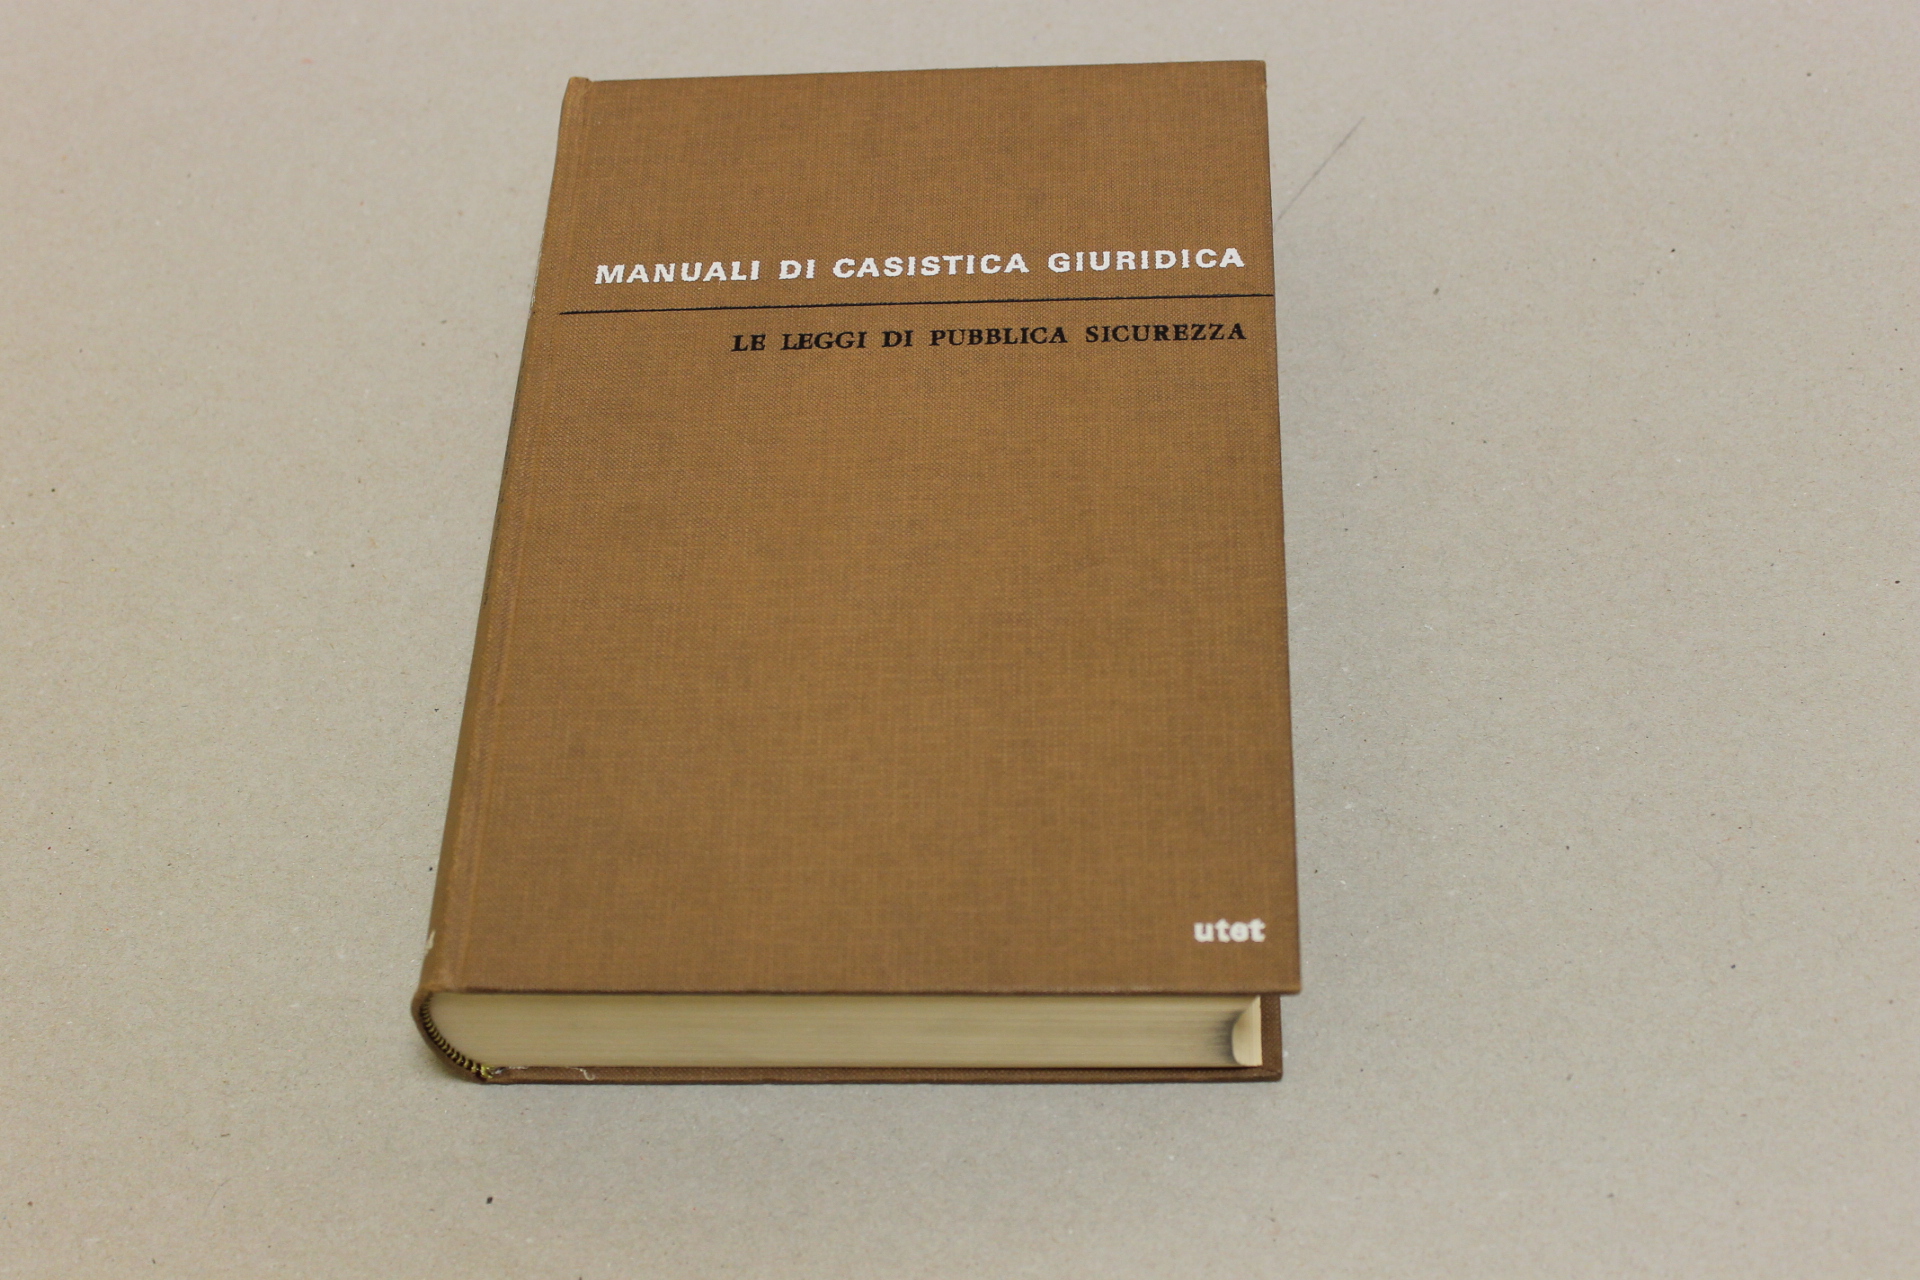 MANUALI DI CASISTICA GIURIDICA
LE LEGGI DI PUBBLICA SICUREZZA
utet